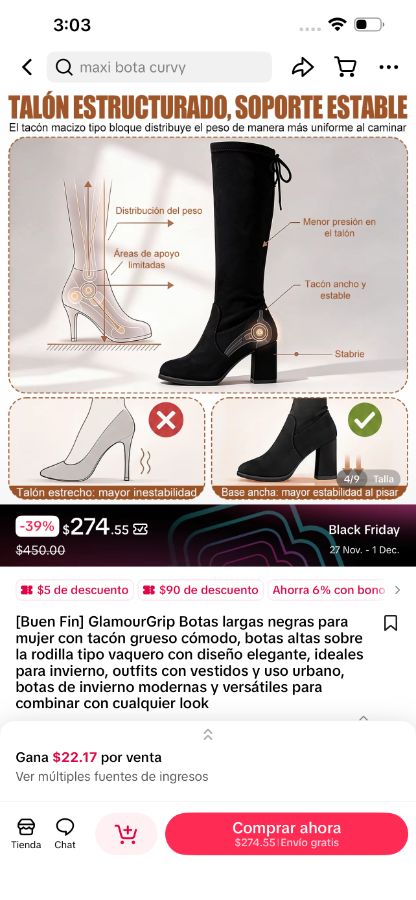 3:03
maxi bota curvy
TALÓN ESTRUCTURADO, SOPORTE ESTABLE
El tacón macizo tipo bloque distribuye el peso de manera más uniforme al caminar
Distribución del peso
Áreas de apoyo
limitadas
Menor presión en
el talón
Tacón ancho y
estable
Stabrie
Talón estrecho: mayor inestabilidad
Base ancha: mayor estabilidad al pisar
4/9 Talla
-39% $274.55
$450.00
Black Friday
27 Nov. - 1 Dec.
$5 de descuento
$90 de descuento
Ahorra 6% con bono
[Buen Fin] GlamourGrip Botas largas negras para
mujer con tacón grueso cómodo, botas altas sobre
la rodilla tipo vaquero con diseño elegante, ideales
para invierno, outfits con vestidos y uso urbano,
botas de invierno modernas y versátiles para
combinar con cualquier look
Gana $22.17 por venta
Ver múltiples fuentes de ingresos
Tienda
Chat
Comprar ahora
$274.55 | Envío gratis